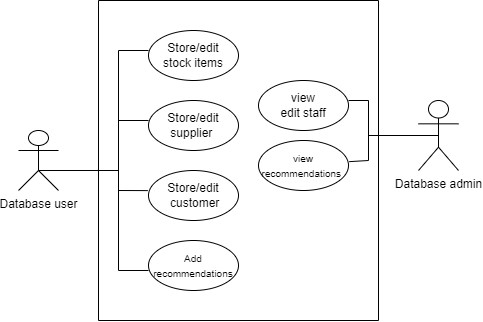 Store/edit
stock items
Store/edit
supplier
Store/edit
customer
Add
recommendations
view
edit staff
view
recommendations
Database user
Database admin